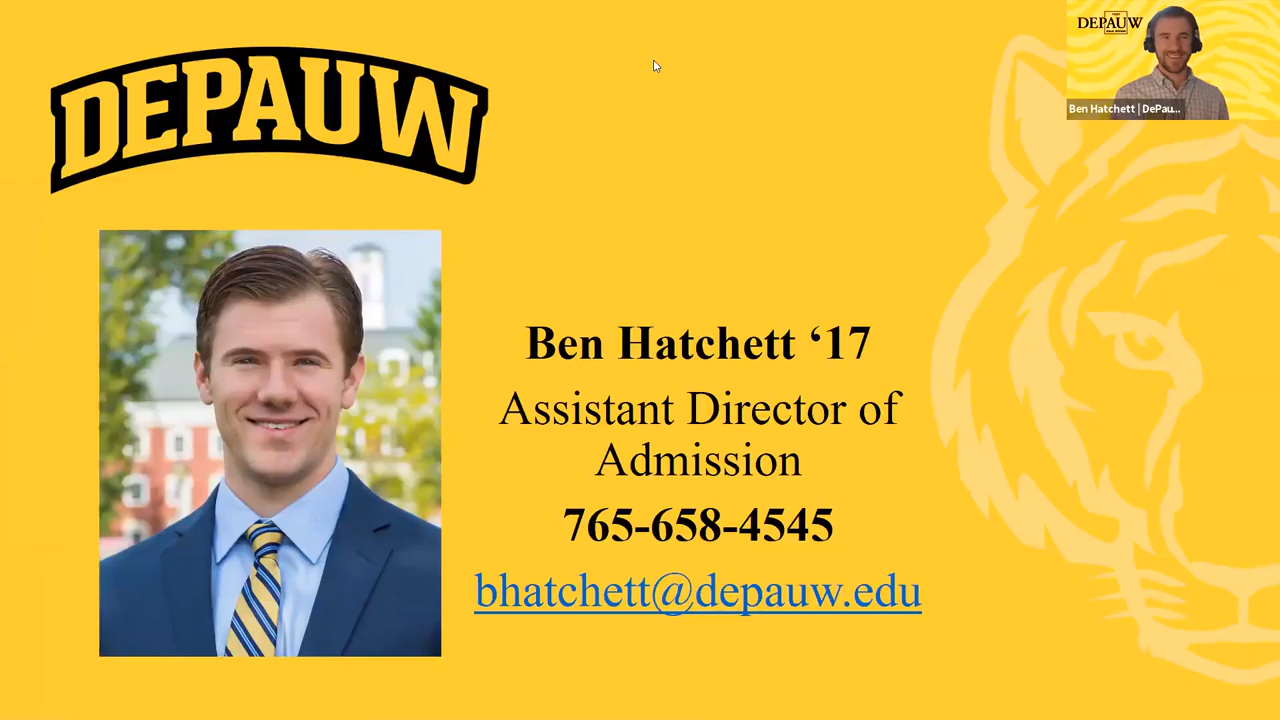 DEPAUW
DEPAUW
Ben Hatchett | DePau...
Ben Hatchett ‘17
Assistant Director of
Admission
765-658-4545
bhatchett@depauw.edu